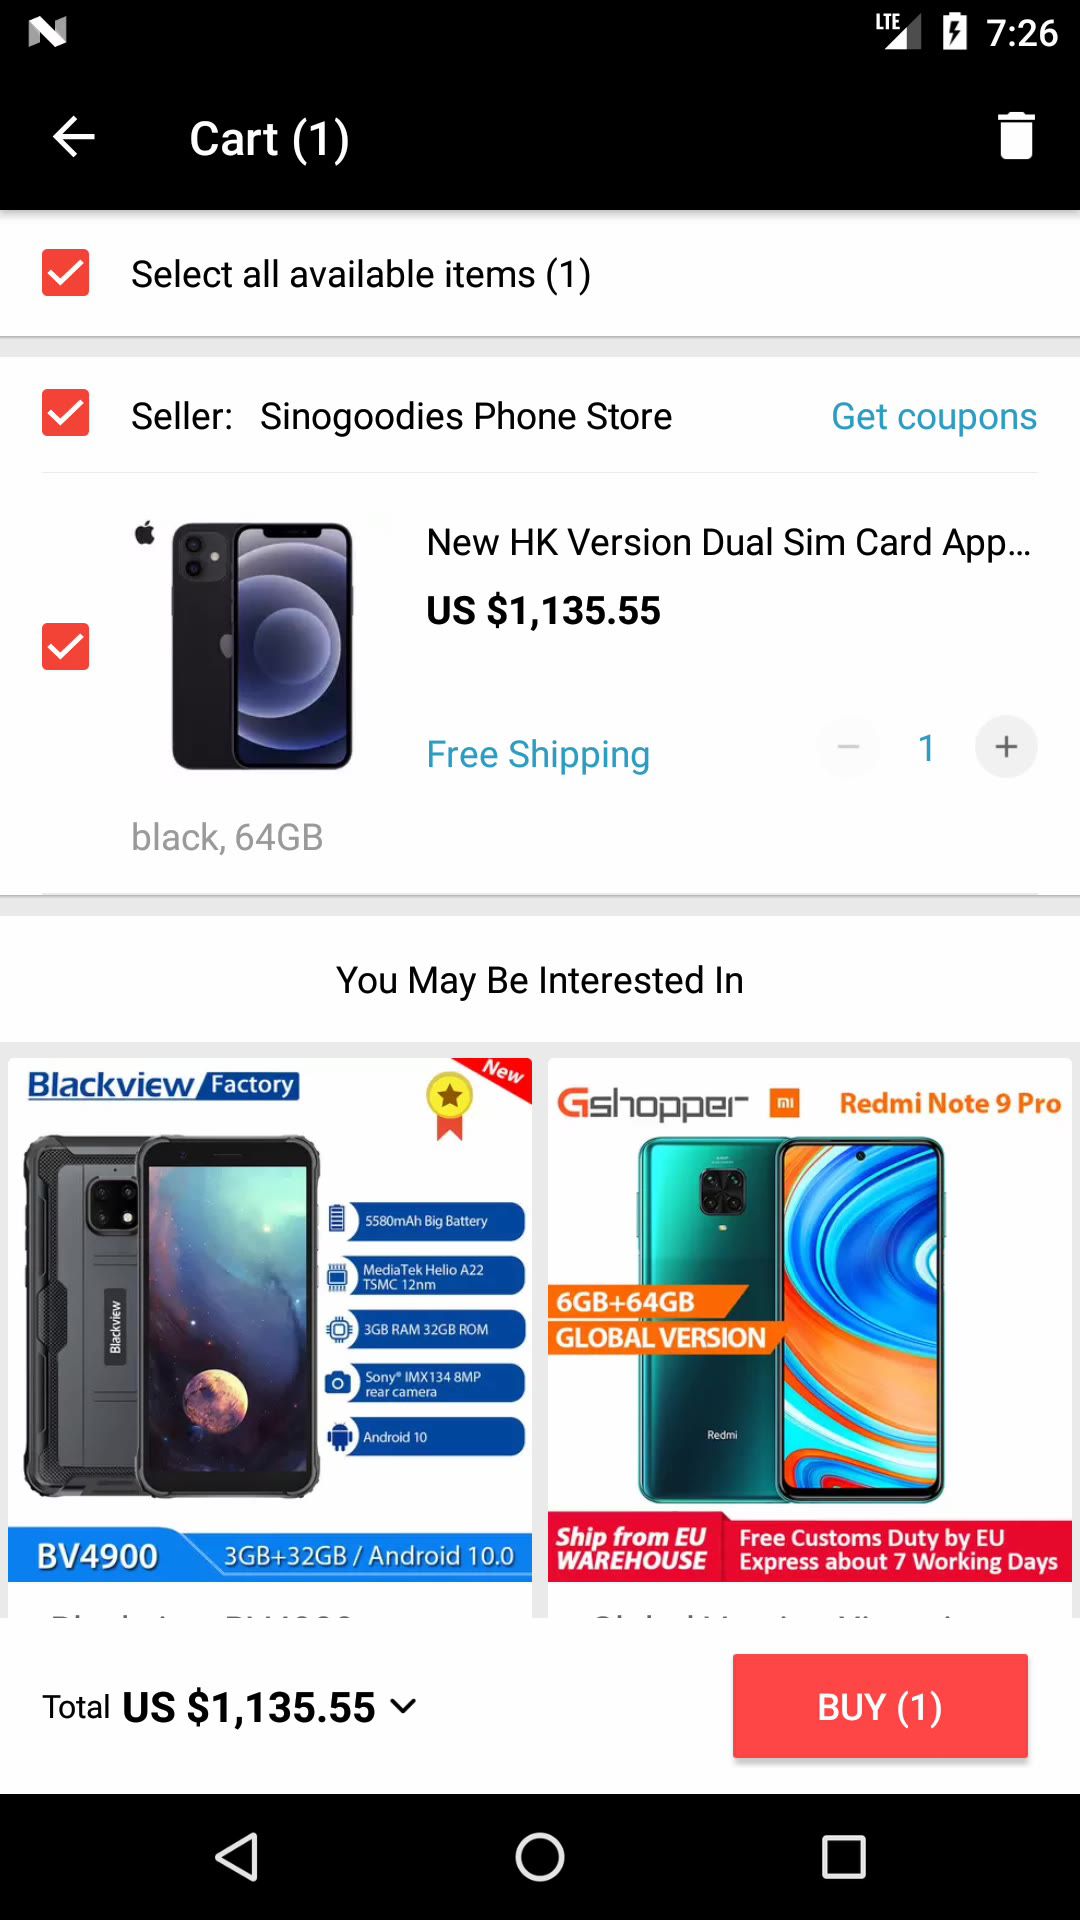 LTE 7:26
Cart (1)
Select all available items (1)
Seller: Sinogoodies Phone Store Get coupons
New HK Version Dual Sim Card App...
US $1,135.55
Free Shipping 1
black, 64GB
You May Be Interested In
Blackview Factory New
5580mAh Big Battery
MediaTek Helio A22
TSMC 12nm
3GB RAM 32GB ROM
Sony® IMX134 8MP
rear camera
Android 10
Blackview
BV4900 3GB+32GB / Android 10.0
Gshopper mi Redmi Note 9 Pro
6GB+64GB
GLOBAL VERSION
Redmi
Ship from EU
WAREHOUSE
Free Customs Duty by EU
Express about 7 Working Days
Total US $1,135.55
BUY (1)